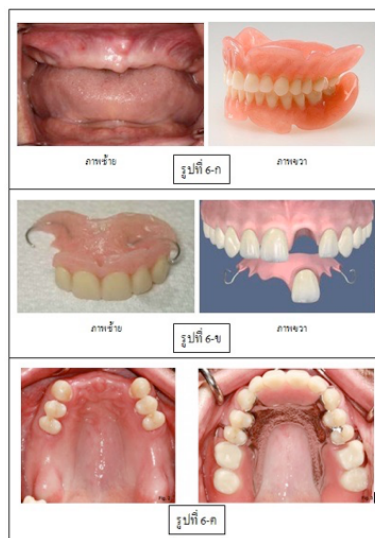 ภาพซ้าย
ภาพขวา
รูปที่ 6-ก
ภาพซ้าย
ภาพขวา
รูปที่ 6-ข
รูปที่ 6-ค